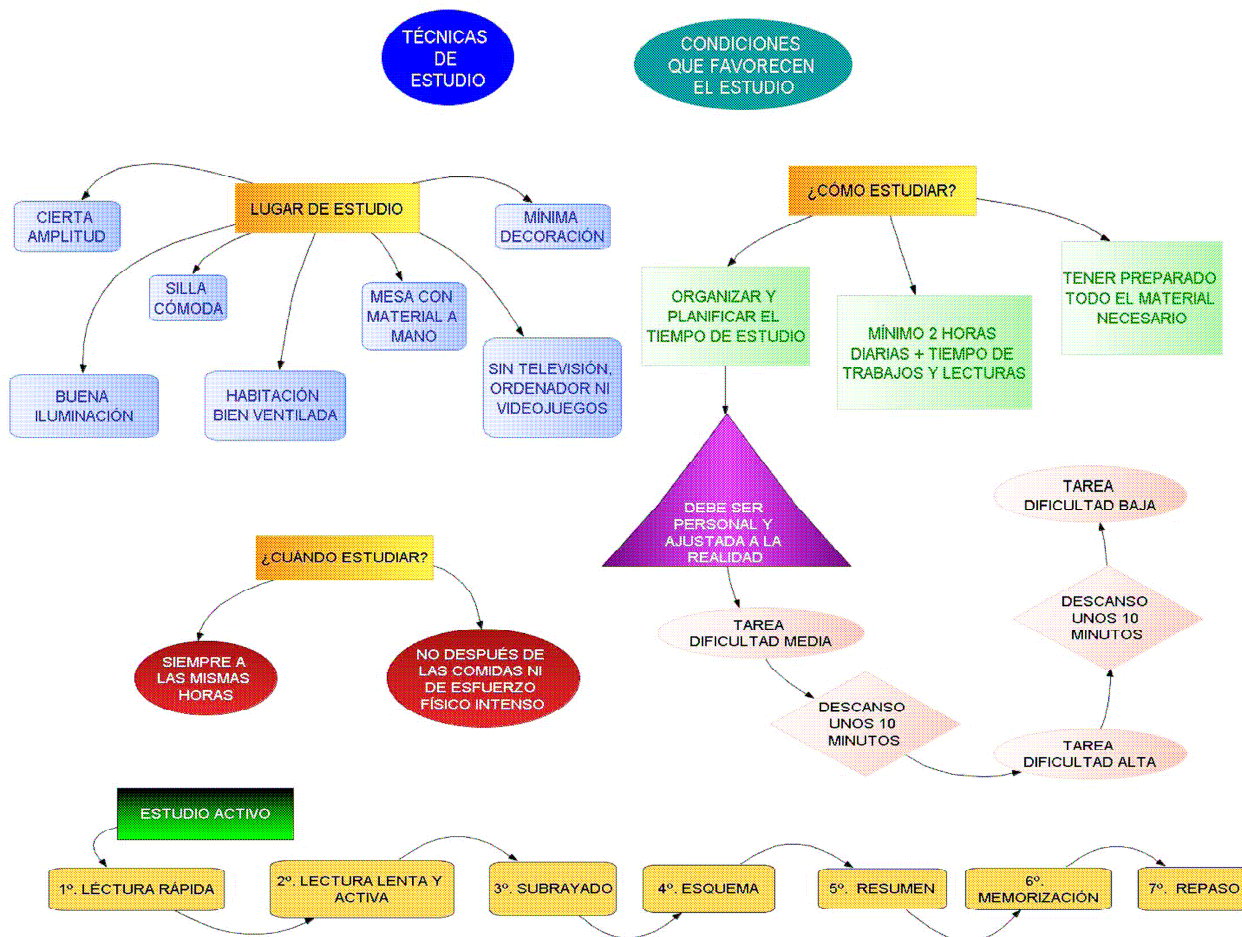 TÉCNICAS
DE
ESTUDIO
CONDICIONES
QUE FAVORECEN
EL ESTUDIO
LUGAR DE ESTUDIO
CIERTA
AMPLITUD
MÍNIMA
DECORACIÓN
SILLA
CÓMODA
MESA CON
MATERIAL A
MANO
BUENA
ILUMINACIÓN
HABITACIÓN
BIEN VENTILADA
SIN TELEVISIÓN,
ORDENADOR NI
VIDEOJUEGOS
¿CÓMO ESTUDIAR?
ORGANIZAR Y
PLANIFICAR EL
TIEMPO DE ESTUDIO
MÍNIMO 2 HORAS
DIARIAS + TIEMPO DE
TRABAJOS Y LECTURAS
TENER PREPARADO
TODO EL MATERIAL
NECESARIO
DEBE SER
PERSONAL Y
AJUSTADA A LA
REALIDAD
TAREA
DIFICULTAD MEDIA
DESCANSO
UNOS 10
MINUTOS
TAREA
DIFICULTAD ALTA
DESCANSO
UNOS 10
MINUTOS
TAREA
DIFICULTAD BAJA
¿CUÁNDO ESTUDIAR?
SIEMPRE A
LAS MISMAS
HORAS
NO DESPUÉS DE
LAS COMIDAS NI
DE ESFUERZO
FÍSICO INTENSO
ESTUDIO ACTIVO
1º. LECTURA RÁPIDA
2º. LECTURA LENTA Y
ACTIVA
3º. SUBRAYADO
4º. ESQUEMA
5º. RESUMEN
6º.
MEMORIZACIÓN
7º. REPASO